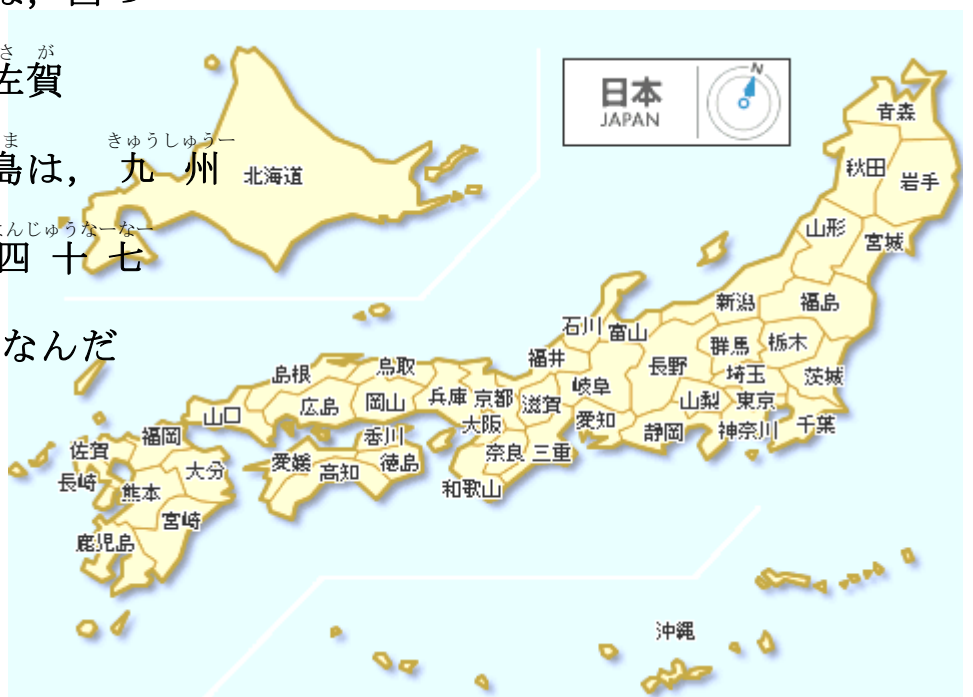 さ が
佐賀
ま きゅうしゅうー
島は，九州
よんじゅうなーなー
四十七
なんだ
日本
JAPAN
N
北海道
青森
秋田
岩手
山形
宮城
新潟
福島
石川
富山
福井
長野
群馬
栃木
埼玉
茨城
岐阜
山梨
東京
愛知
静岡
神奈川
千葉
島根
鳥取
兵庫
京都
滋賀
山口
広島
岡山
大阪
奈良
三重
和歌山
香川
愛媛
高知
徳島
福岡
佐賀
長崎
大分
熊本
宮崎
鹿児島
沖縄